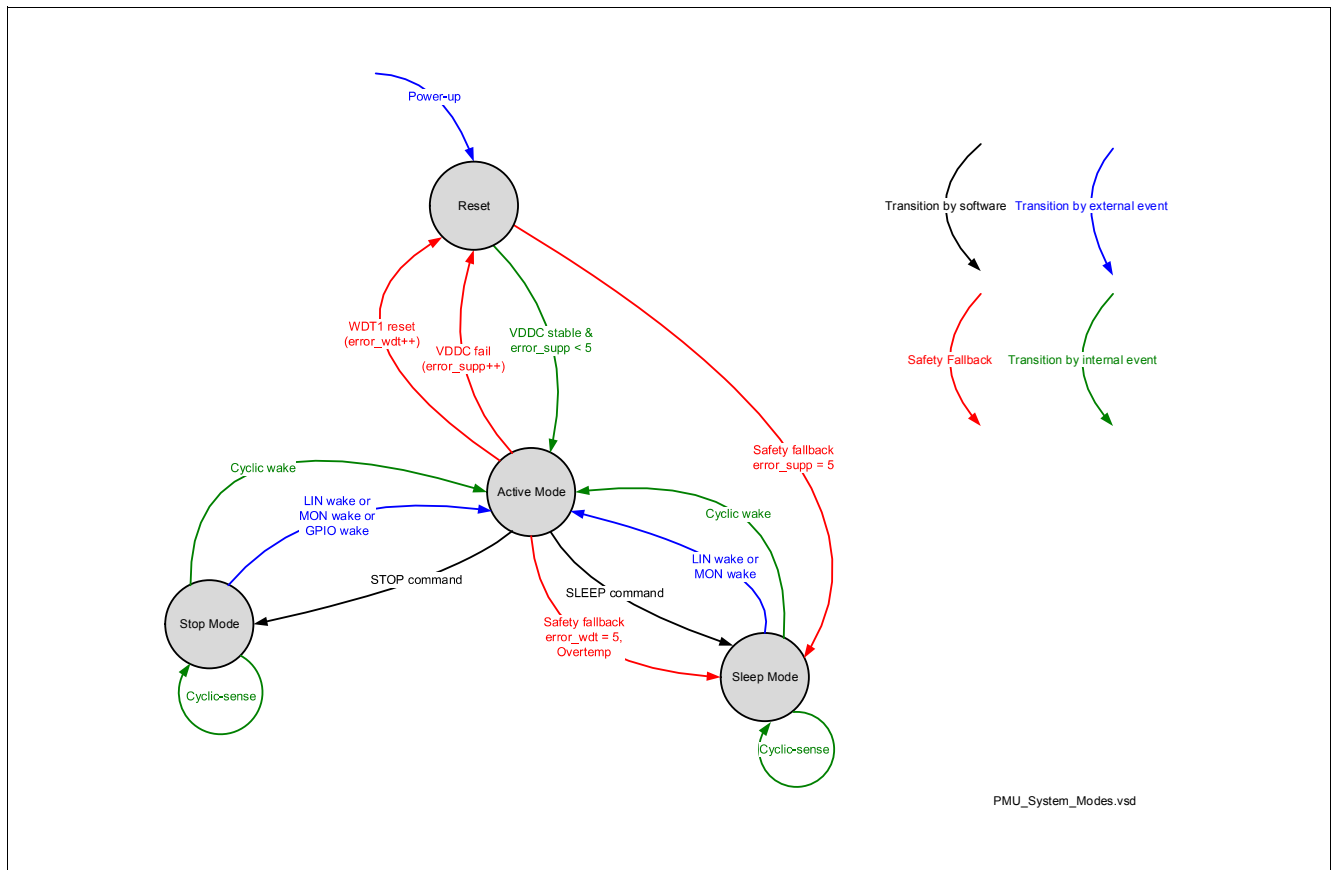 Power-up
Reset
Transition by software
Transition by external event
WDT1 reset
(error_wdt++)
VDDC fail
(error_supp++)
VDDC stable &
error_supp < 5
Safety Fallback
Transition by internal event
Safety fallback
error_supp = 5
Cyclic wake
LIN wake or
MON wake or
GPIO wake
Active Mode
Cyclic wake
LIN wake or
MON wake
STOP command
SLEEP command
Stop Mode
Safety fallback
error_wdt = 5,
Overtemp
Sleep Mode
Cyclic-sense
Cyclic-sense
PMU_System_Modes.vsd